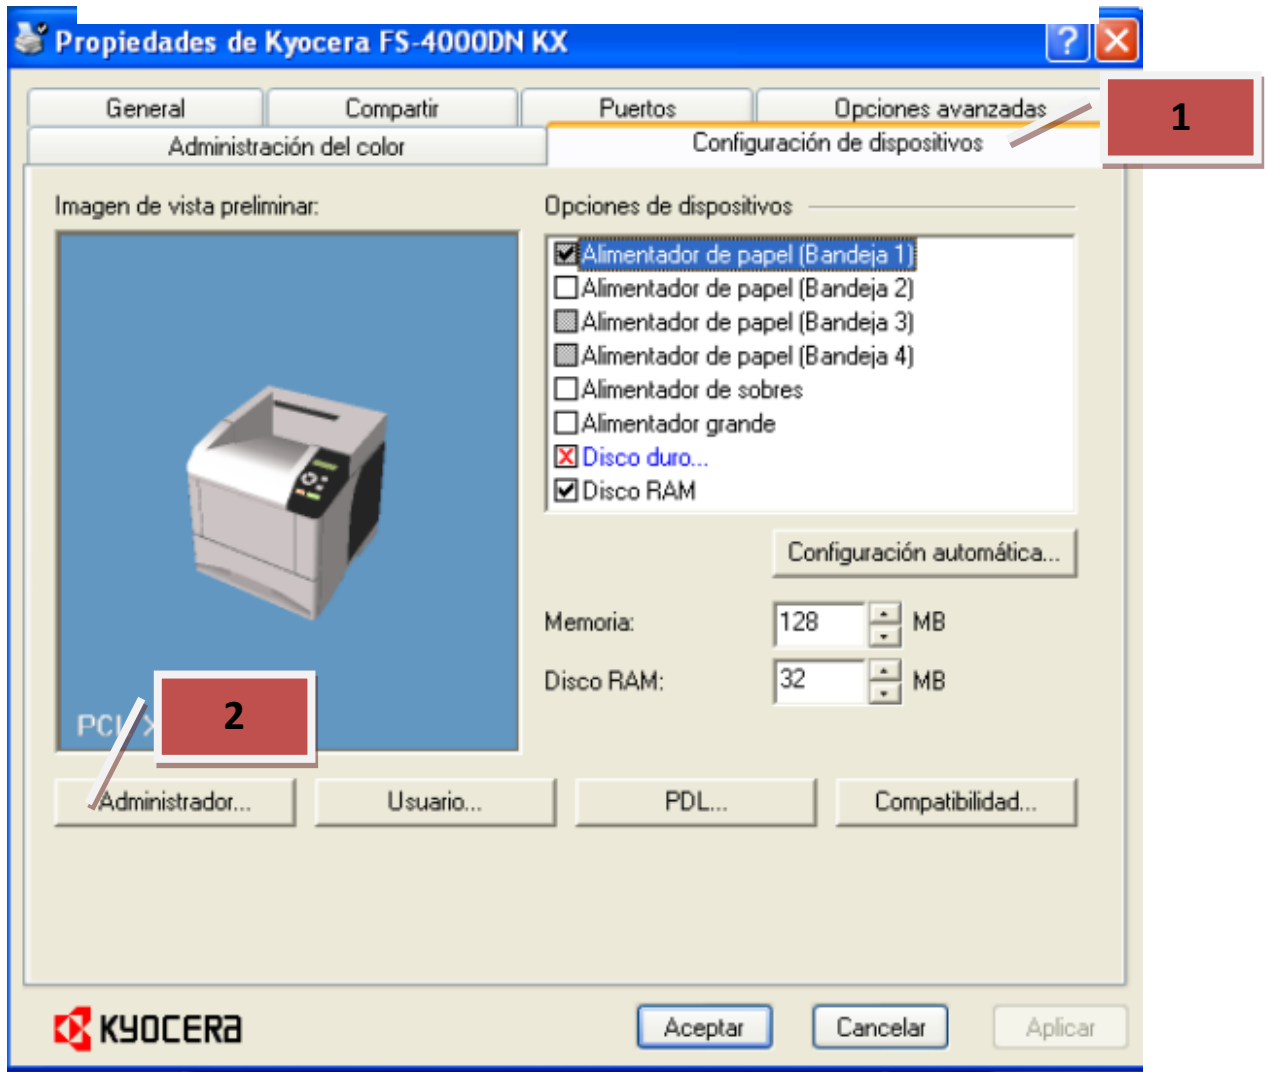 Propiedades de Kyocera FS-4000DN KX
?
General Compartir Puertos Opciones avanzadas
1
Administración del color Configuración de dispositivos
Imagen de vista preliminar:
Opciones de dispositivos
Alimentador de papel (Bandeja 1)
Alimentador de papel (Bandeja 2)
Alimentador de papel (Bandeja 3)
Alimentador de papel (Bandeja 4)
Alimentador de sobres
Alimentador grande
Disco duro...
Disco RAM
Configuración automática...
Memoria: 128 MB
Disco RAM: 32 MB
2
Administrador... Usuario... PDL... Compatibilidad...
KYOCERA
Aceptar Cancelar Aplicar